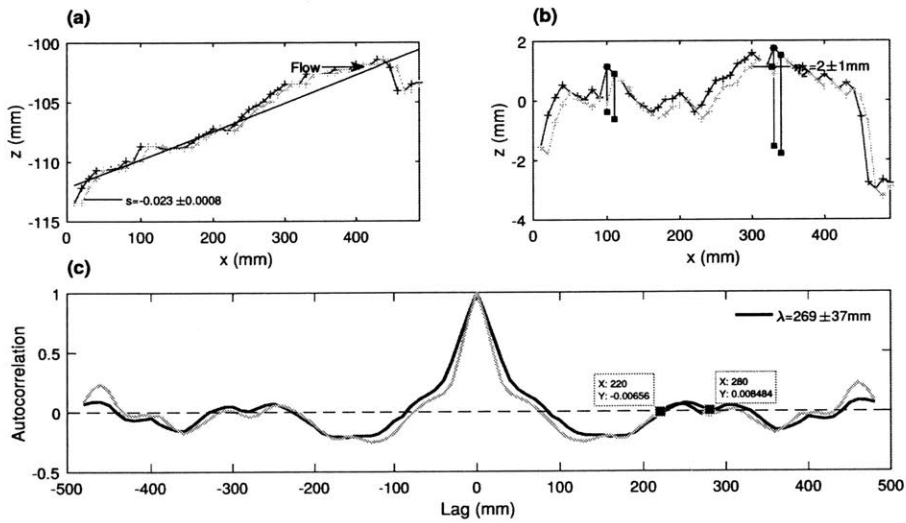 (a)
-100
-105
-110
-115
z (mm)
0
100
200
300
400
x (mm)
Flow
s=-0.023 ±0.0008
(b)
2
0
-2
-4
z (mm)
0
100
200
300
400
x (mm)
=2±1mm
(c)
1
0.5
0
-0.5
Autocorrelation
-500
-400
-300
-200
-100
0
100
200
300
400
500
Lag (mm)
λ=269 ±37mm
X: 220
Y: -0.00656
X: 280
Y: 0.008484